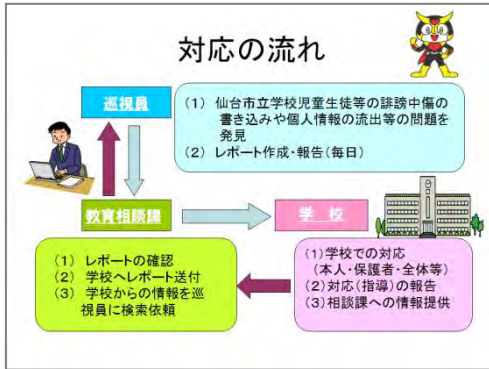 対応の流れ
巡視員
(1) 仙台市立学校児童生徒等の誹謗中傷の
書き込みや個人情報の流出等の問題を
発見
(2) レポート作成・報告(毎日)
教育相談課
学 校
(1) レポートの確認
(2) 学校へレポート送付
(3) 学校からの情報を巡
視員に検索依頼
(1)学校での対応
(本人・保護者・全体等)
(2)対応(指導)の報告
(3)相談課への情報提供